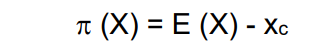 π (X) = E (X) - xc